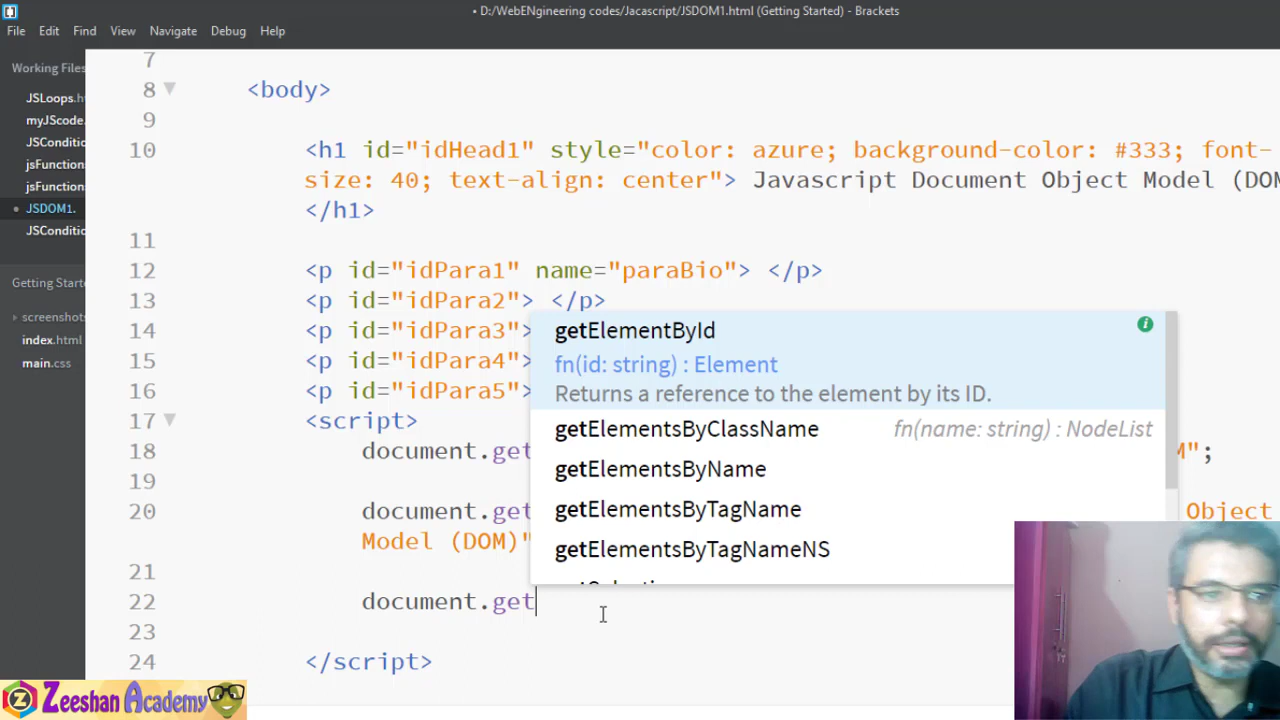 • D:/WebENgineering codes/Jacascript/JSDOM1.html (Getting Started) - Brackets
File Edit Find View Navigate Debug Help
Working Files
JSLoops.h
myJScode.
JSConditio
jsFunction
jsFunction
• JSDOM1.
JSConditio
Getting Starte
screenshots
index.html
main.css
7
8 <body>
9
10 <h1 id="idHead1" style="color: azure; background-color: #333; font-
size: 40; text-align: center"> Javascript Document Object Model (DOM
</h1>
11
12 <p id="idPara1" name="paraBio"> </p>
13 <p id="idPara2"> </p>
14 <p id="idPara3">
15 <p id="idPara4">
16 <p id="idPara5">
17 <script>
18 document.get M";
19
20 document.get Object
Model (DOM)"
21
22 document.get
23
24 </script>
getElementById
fn(id: string) : Element
Returns a reference to the element by its ID.
getElementsByClassName fn(name: string) : NodeList
getElementsByName
getElementsByTagName
getElementsByTagNameNS
Zeeshan Academy